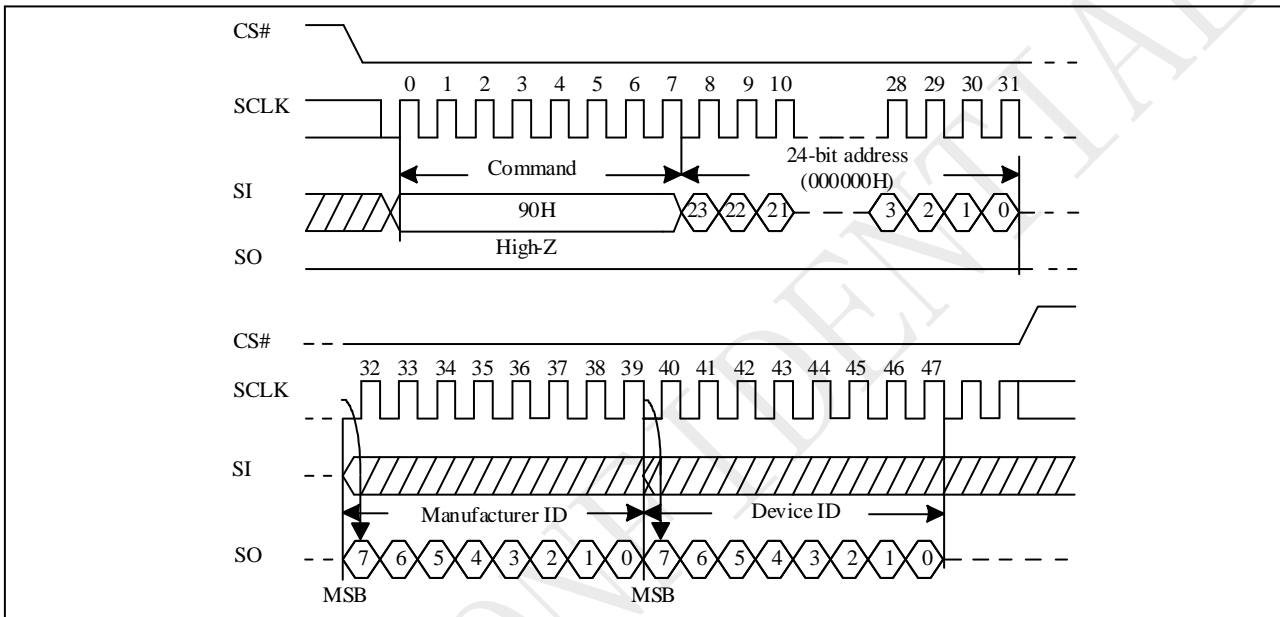 CS#
0 1 2 3 4 5 6 7 8 9 10 28 29 30 31
SCLK
Command 24-bit address
(000000H)
SI
90H 23 22 21 3 2 1 0
High-Z
SO
CS#
32 33 34 35 36 37 38 39 40 41 42 43 44 45 46 47
SCLK
SI
Manufacturer ID Device ID
SO 7 6 5 4 3 2 1 0 7 6 5 4 3 2 1 0
MSB MSB
CONFIDENTIAL